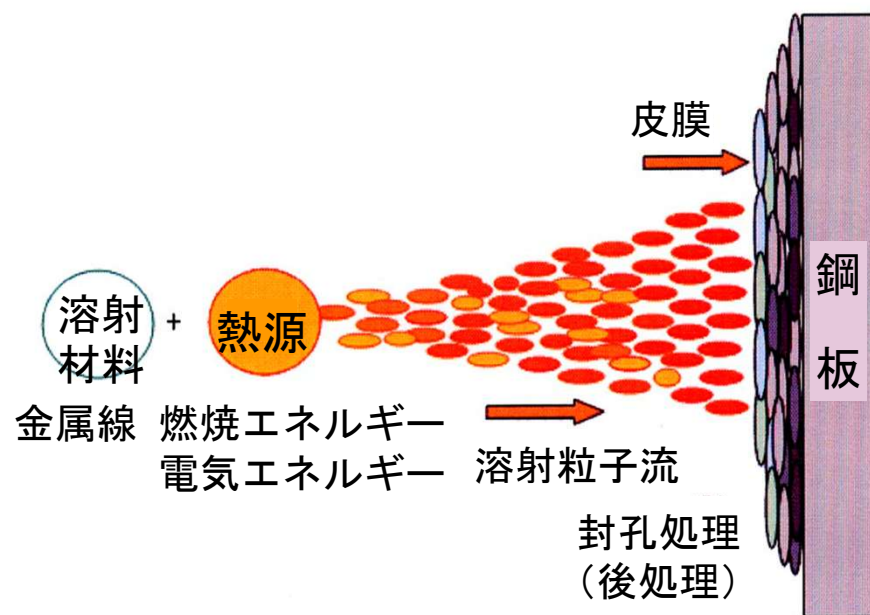 皮膜
溶射
材料
+
熱源
鋼
板
金属線
燃焼エネルギー
電気エネルギー
溶射粒子流
封孔処理
（後処理）